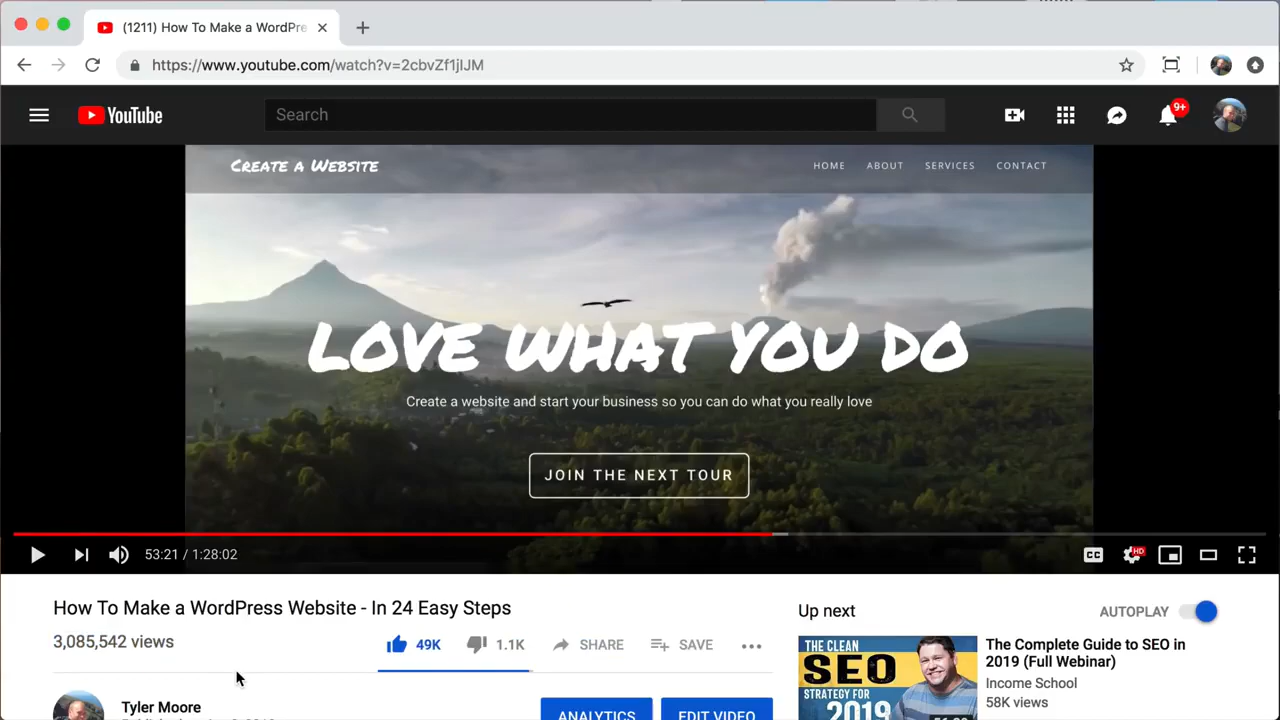 (1211) How To Make a WordPre
https://www.youtube.com/watch?v=2cbvZf1jIJM
YouTube
Search
9+
Create a Website
HOME ABOUT SERVICES CONTACT
LOVE WHAT YOU DO
Create a website and start your business so you can do what you really love
JOIN THE NEXT TOUR
53:21 / 1:28:02
CC
HD
How To Make a WordPress Website - In 24 Easy Steps
3,085,542 views
49K
1.1K
SHARE
SAVE
Tyler Moore
ANALYTICS
EDIT VIDEO
Up next
AUTOPLAY
THE CLEAN
SEO
STRATEGY FOR
2019
The Complete Guide to SEO in
2019 (Full Webinar)
Income School
58K views